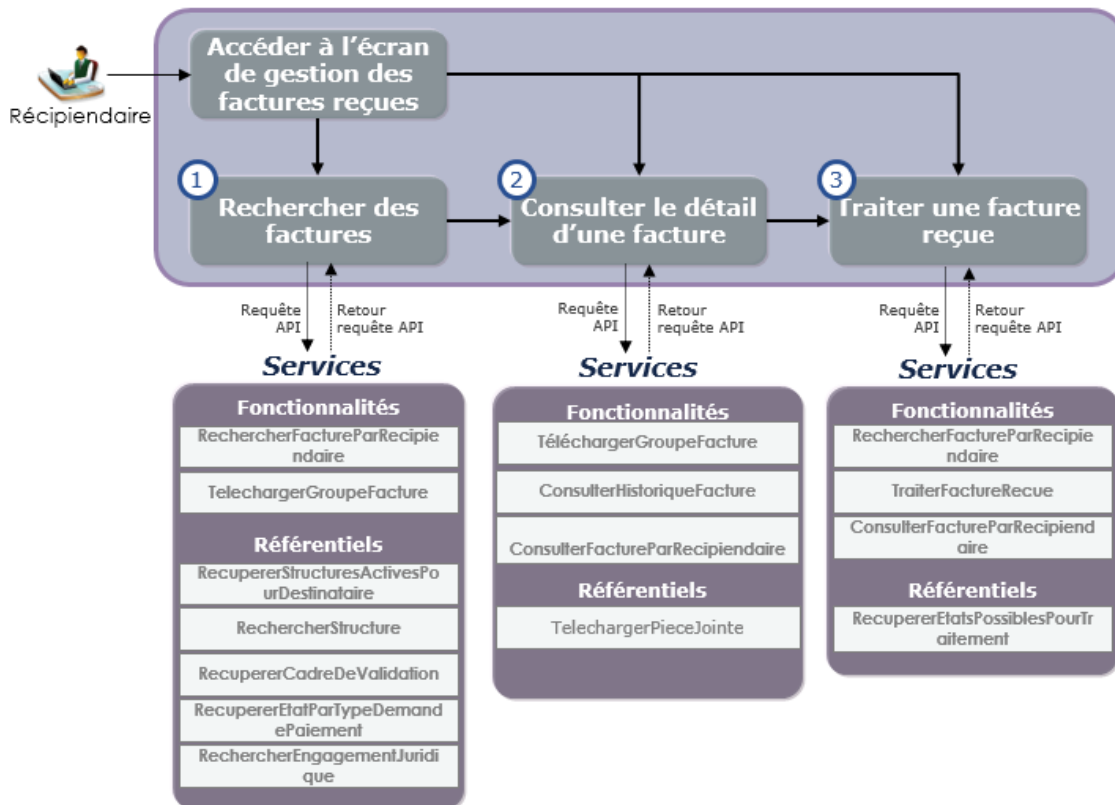 Accéder à l’écran
de gestion des
factures reçues
Récipiendaire
1
Rechercher des
factures
2
Consulter le détail
d’une facture
3
Traiter une facture
reçue
Requête
API
Retour
requête API
Requête
API
Retour
requête API
Requête
API
Retour
requête API
Services
Fonctionnalités
RechercherFactureParRecipie
ndaire
TelechargerGroupeFacture
Référentiels
RecupererStructuresActivesPo
urDestinataire
RechercherStructure
RecupererCadreDeValidation
RecupererEtatParTypeDemand
ePaiement
RechercherEngagementJuridi
que
Services
Fonctionnalités
TéléchargerGroupeFacture
ConsulterHistoriqueFacture
ConsulterFactureParRecipiendaire
Référentiels
TelechargerPieceJointe
Services
Fonctionnalités
RechercherFactureParRecipie
ndaire
TraiterFactureRecue
ConsulterFactureParRecipiend
aire
Référentiels
RecupererEtatsPossiblesPourTr
aitement